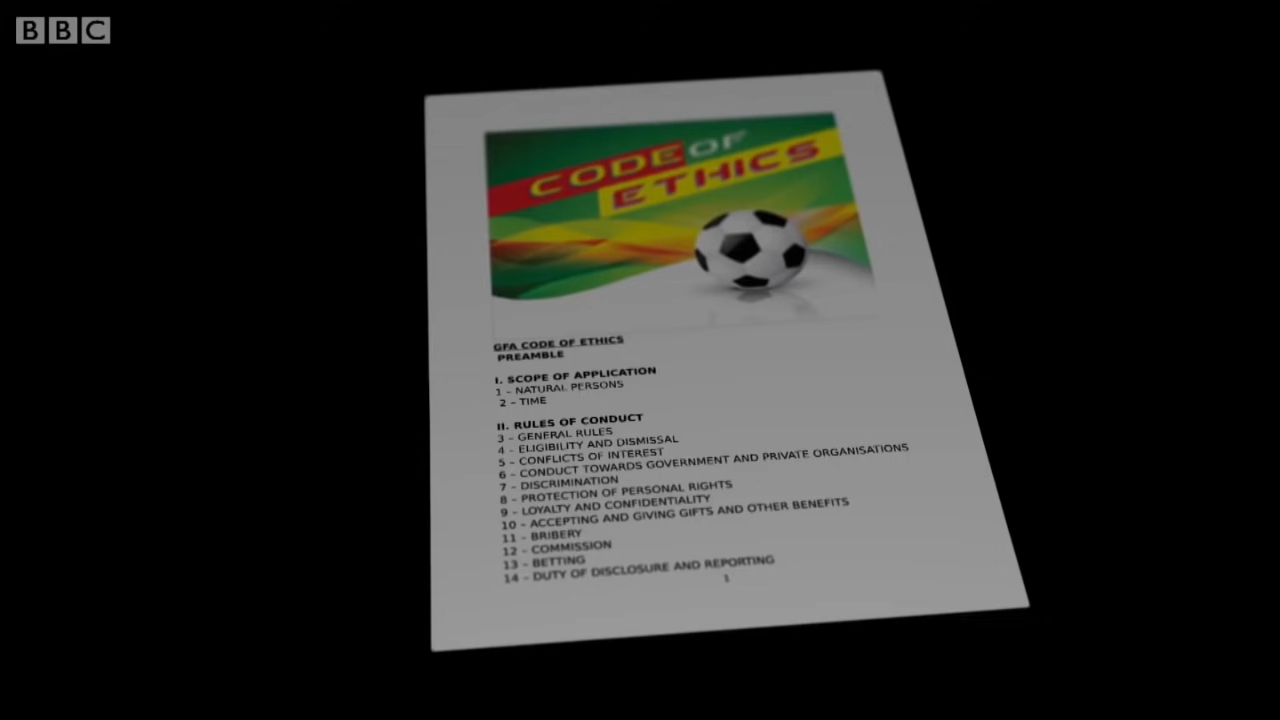 BBC
CODE OF
ETHICS
GFA CODE OF ETHICS
PREAMBLE
I. SCOPE OF APPLICATION
1 – NATURAL PERSONS
2 – TIME
II. RULES OF CONDUCT
3 – GENERAL RULES
4 – ELIGIBILITY AND DISMISSAL
5 – CONFLICTS OF INTEREST
6 – CONDUCT TOWARDS GOVERNMENT AND PRIVATE ORGANISATIONS
7 – DISCRIMINATION
8 – PROTECTION OF PERSONAL RIGHTS
9 – LOYALTY AND CONFIDENTIALITY
10 – ACCEPTING AND GIVING GIFTS AND OTHER BENEFITS
11 – BRIBERY
12 – COMMISSION
13 – BETTING
14 – DUTY OF DISCLOSURE AND REPORTING
1